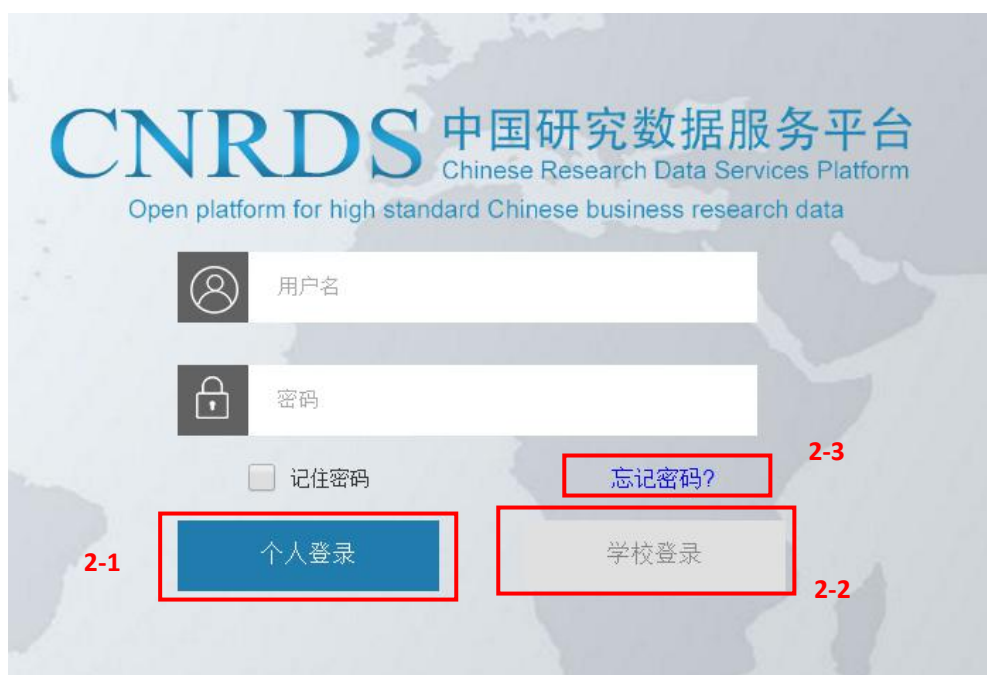 CNRDS 中国研究数据服务平台
Chinese Research Data Services Platform
Open platform for high standard Chinese business research data
用户名
密码
记住密码 忘记密码? 2-3
2-1 个人登录 学校登录 2-2